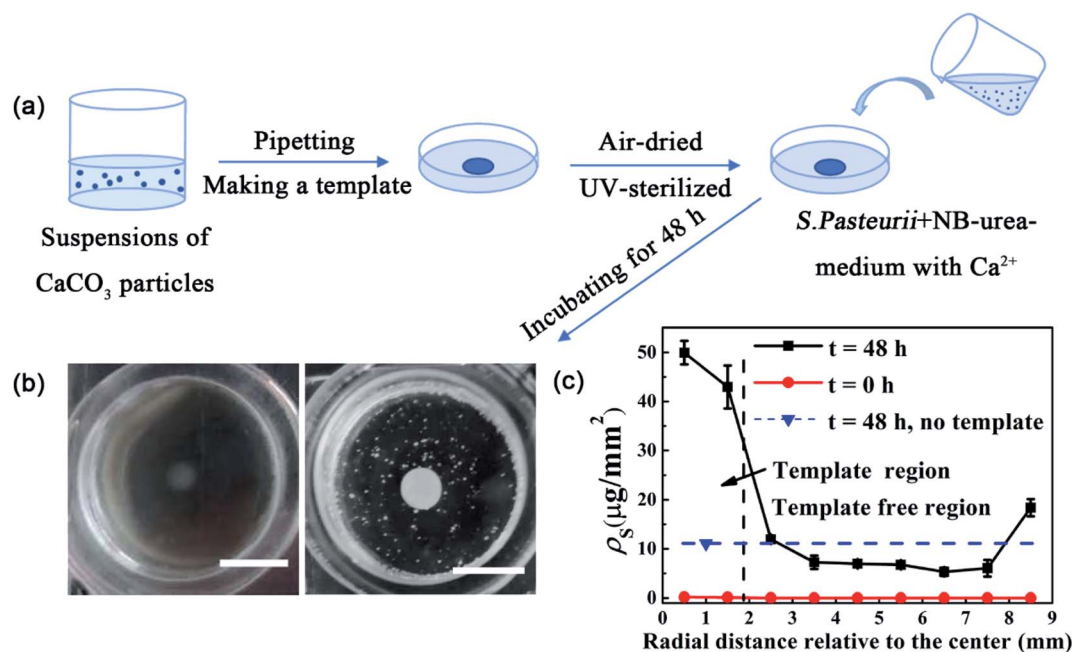 (a)
Suspensions of
CaCO₃ particles
Pipetting
Making a template
Air-dried
UV-sterilized
S.Pasteurii+NB-urea-
medium with Ca²⁺
Incubating for 48 h
(b)
(c)
t = 48 h
t = 0 h
t = 48 h, no template
Template region
Template free region
ρS(μg/mm²)
50
40
30
20
10
0
0 1 2 3 4 5 6 7 8 9
Radial distance relative to the center (mm)